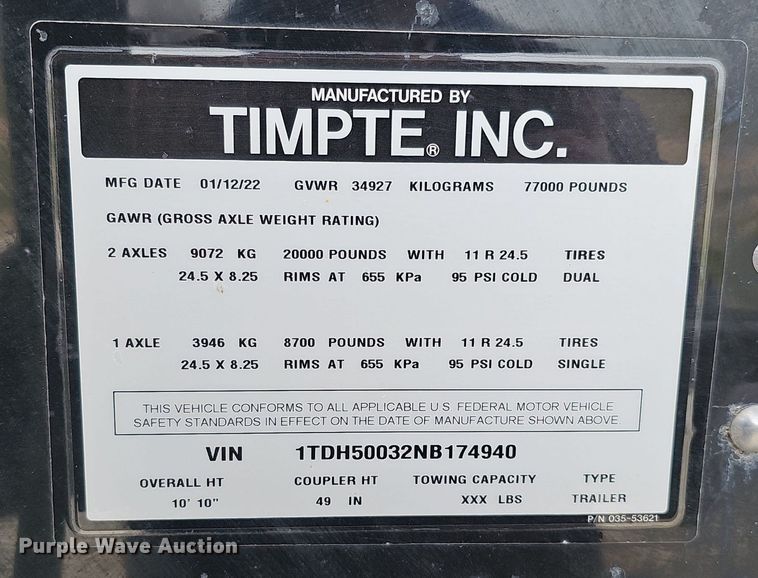 MANUFACTURED BY
TIMPTE® INC.
MFG DATE 01/12/22 GVWR 34927 KILOGRAMS 77000 POUNDS
GAWR (GROSS AXLE WEIGHT RATING)
2 AXLES 9072 KG 20000 POUNDS WITH 11 R 24.5 TIRES
24.5 X 8.25 RIMS AT 655 KPa 95 PSI COLD DUAL
1 AXLE 3946 KG 8700 POUNDS WITH 11 R 24.5 TIRES
24.5 X 8.25 RIMS AT 655 KPa 95 PSI COLD SINGLE
THIS VEHICLE CONFORMS TO ALL APPLICABLE U.S. FEDERAL MOTOR VEHICLE
SAFETY STANDARDS IN EFFECT ON THE DATE OF MANUFACTURE SHOWN ABOVE.
VIN 1TDH50032NB174940
OVERALL HT COUPLER HT TOWING CAPACITY TYPE
10' 10" 49 IN XXX LBS TRAILER
P/N 035-53621
Purple Wave Auction